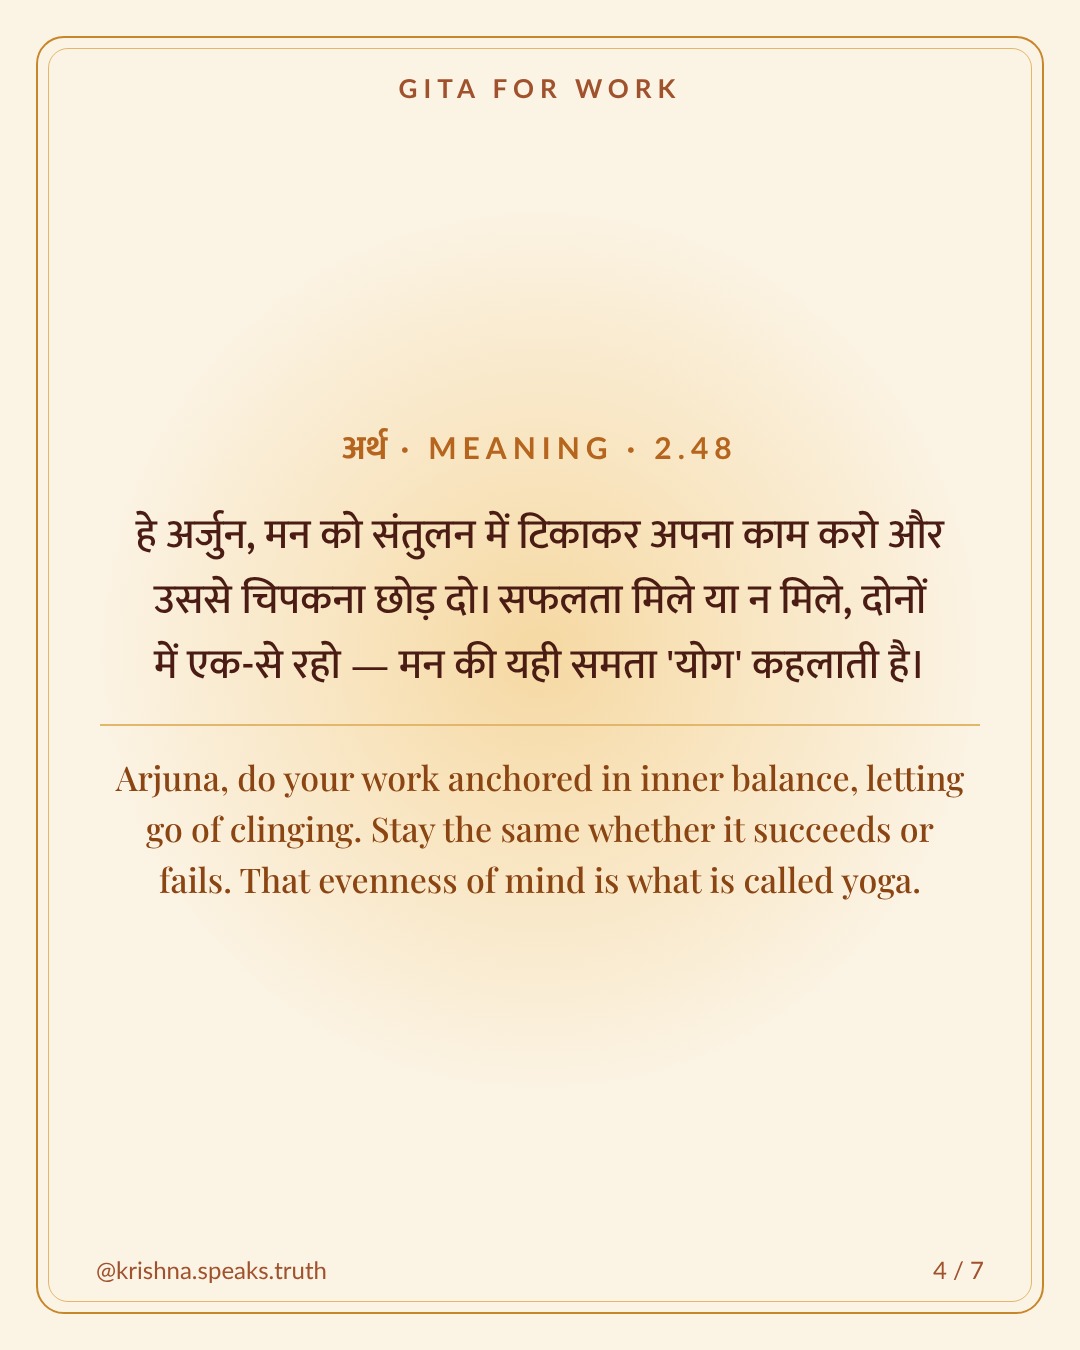 GITA FOR WORK
अर्थ · MEANING · 2.48
हे अर्जुन, मन को संतुलन में टिकाकर अपना काम करो और
उससे चिपकना छोड़ दो। सफलता मिले या न मिले, दोनों
में एक-से रहो — मन की यही समता 'योग' कहलाती है।
Arjuna, do your work anchored in inner balance, letting
go of clinging. Stay the same whether it succeeds or
fails. That evenness of mind is what is called yoga.
@krishna.speaks.truth
4 / 7